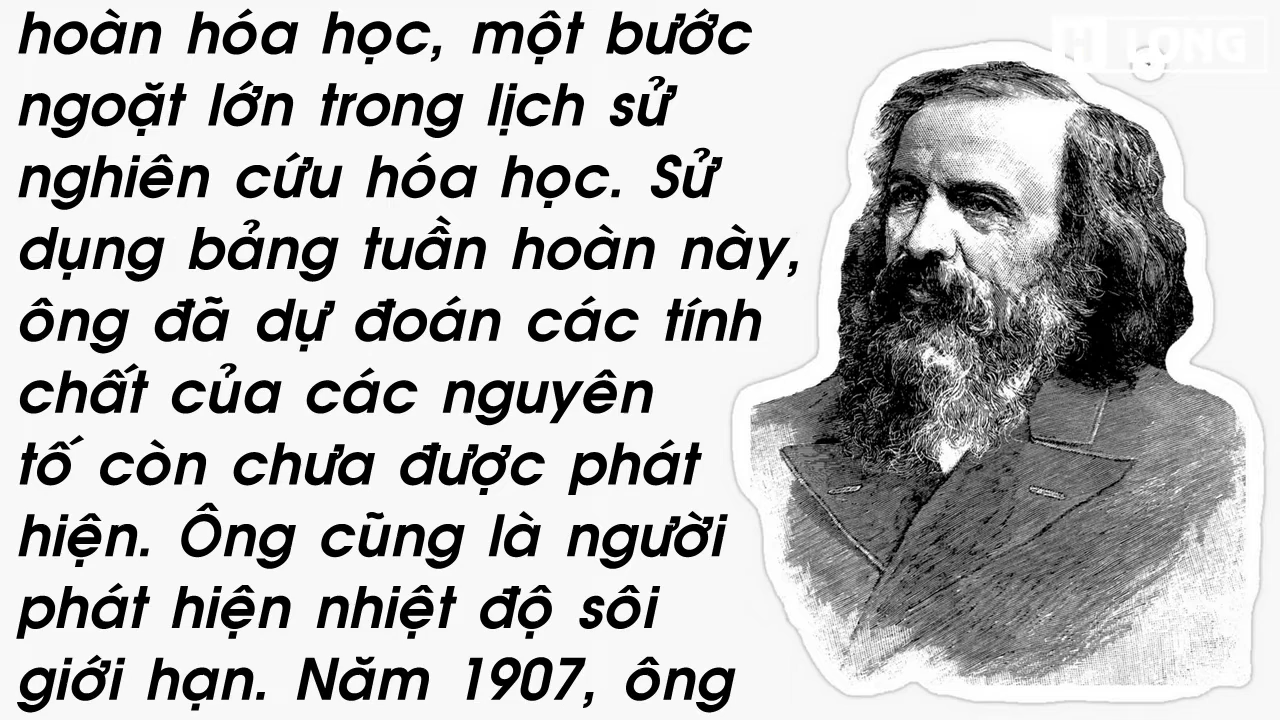 hoàn hóa học, một bước
ngoặt lớn trong lịch sử
nghiên cứu hóa học. Sử
dụng bảng tuần hoàn này,
ông đã dự đoán các tính
chất của các nguyên
tố còn chưa được phát
hiện. Ông cũng là người
phát hiện nhiệt độ sôi
giới hạn. Năm 1907, ông
H LONG